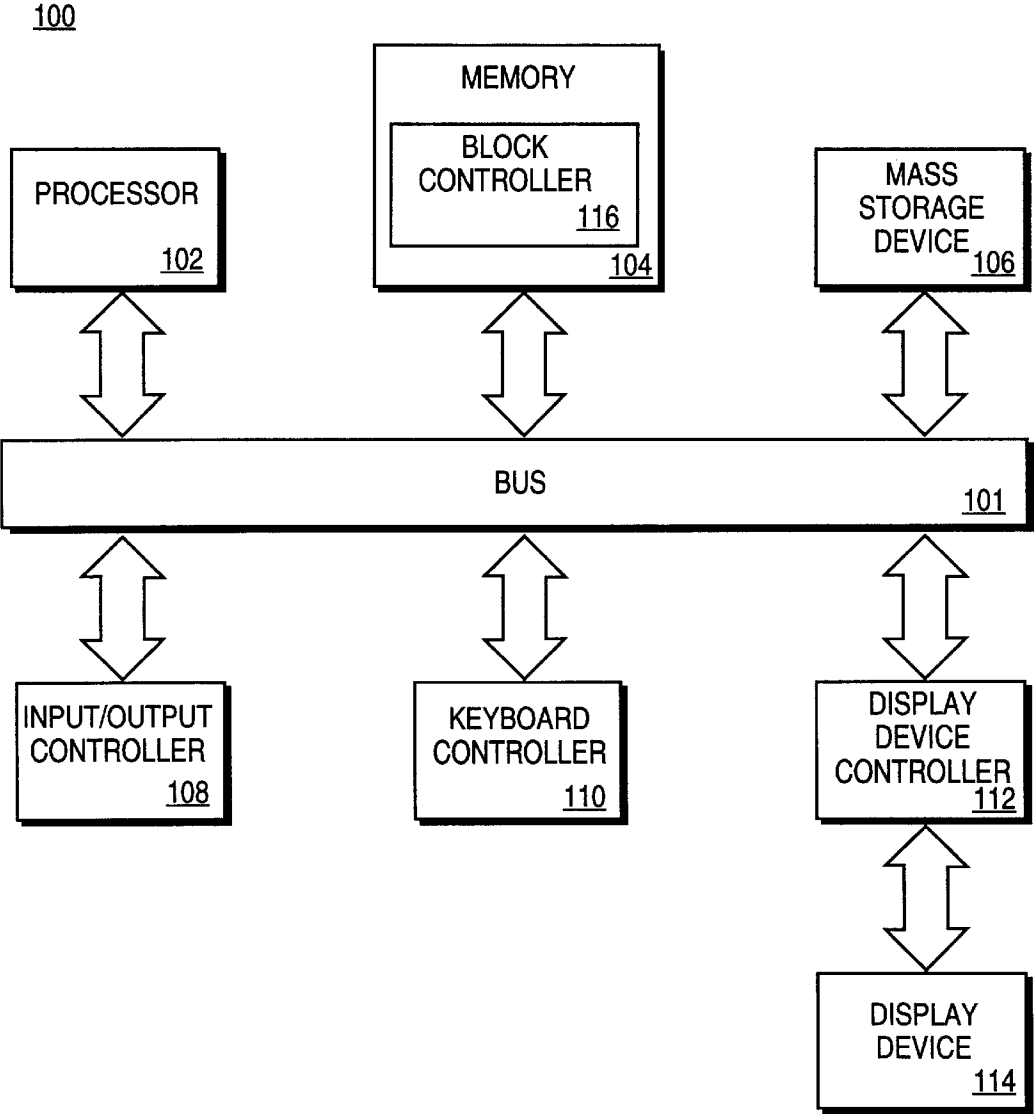 100
MEMORY
BLOCK
CONTROLLER
116
104
PROCESSOR
102
MASS
STORAGE
DEVICE
106
BUS
101
INPUT/OUTPUT
CONTROLLER
108
KEYBOARD
CONTROLLER
110
DISPLAY
DEVICE
CONTROLLER
112
DISPLAY
DEVICE
114